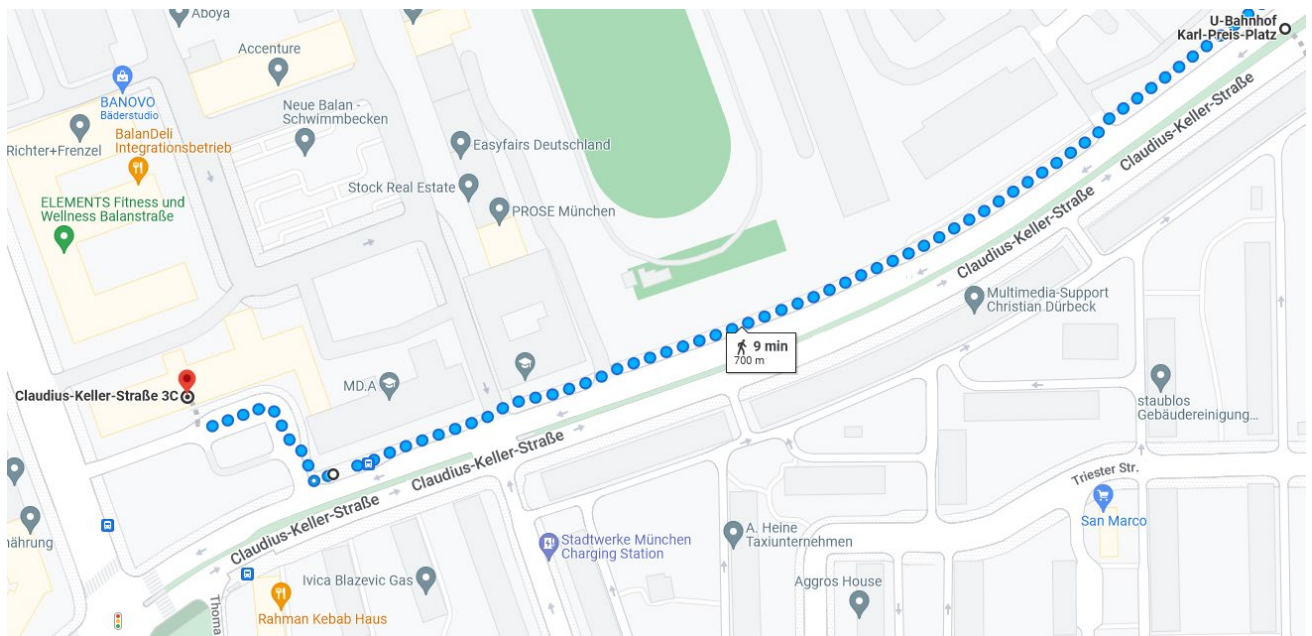 Aboya
U-Bahnhof
Karl-Preis-Platz
Accenture
BANOVO
Bäderstudio
Neue Balan -
Schwimmbecken
BalanDeli
Integrationsbetrieb
Richter+Frenzel
Easyfairs Deutschland
Claudius-Keller-Straße
Stock Real Estate
ELEMENTS Fitness und
Wellness Balanstraße
PROSE München
Claudius-Keller-Straße
Multimedia-Support
Christian Dürbeck
9 min
700 m
MD.A
Claudius-Keller-Straße 3C
staublos
Gebäudereinigung...
Claudius-Keller-Straße
Triester Str.
San Marco
Claudius-Keller-Straße
nährung
Stadtwerke München
Charging Station
A. Heine
Taxiunternehmen
Ivica Blazevic Gas
Aggros House
Thoma
Rahman Kebab Haus